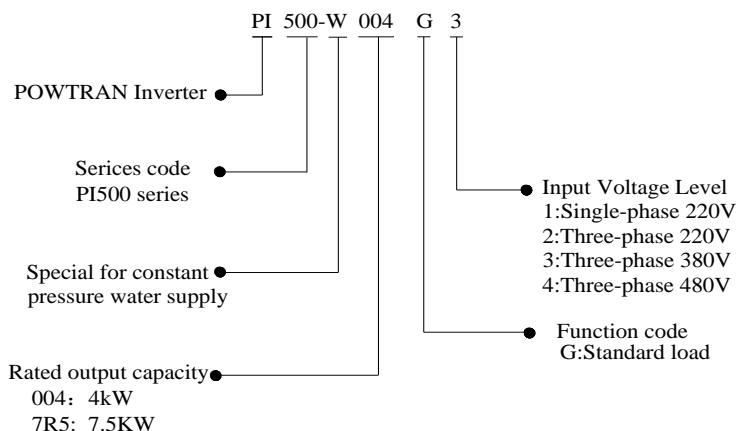 PI 500-W 004 G 3
POWTRAN Inverter
Serices code
PI500 series
Special for constant
pressure water supply
Rated output capacity
004： 4kW
7R5: 7.5KW
Input Voltage Level
1:Single-phase 220V
2:Three-phase 220V
3:Three-phase 380V
4:Three-phase 480V
Function code
G:Standard load